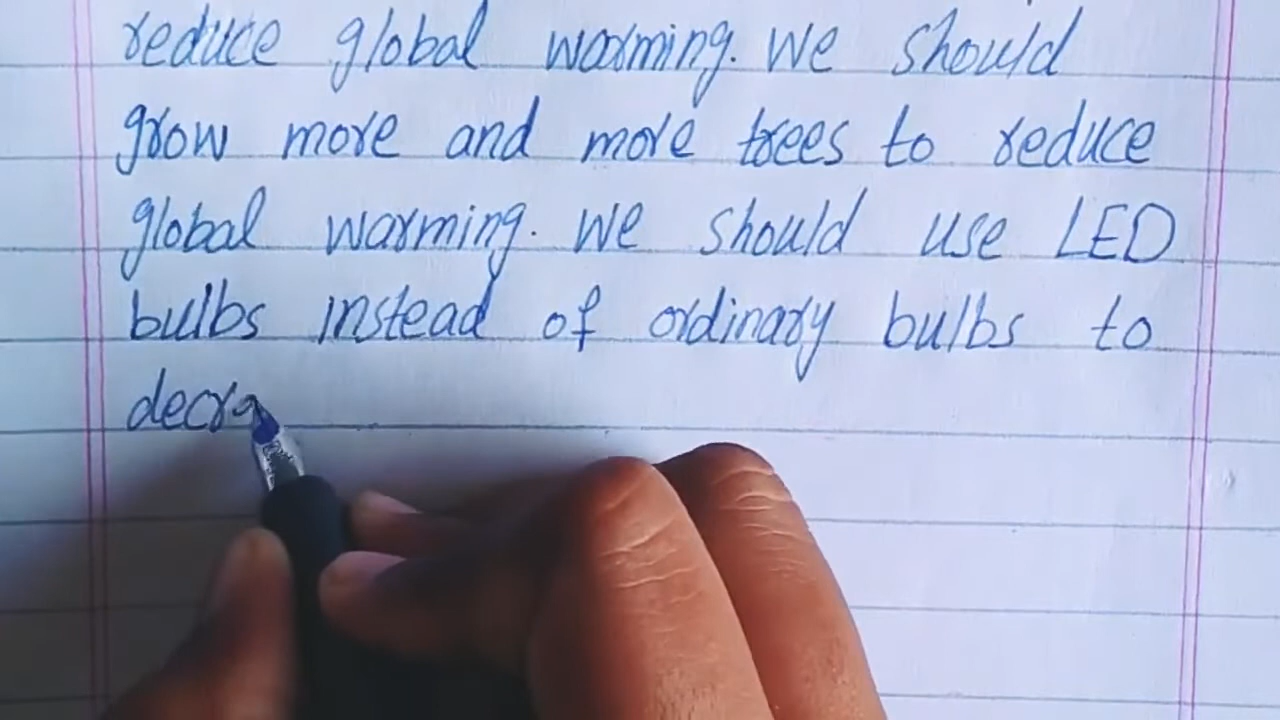 reduce global warming. We should
grow more and more trees to reduce
global warming. We should use LED
bulbs instead of ordinary bulbs to
decre